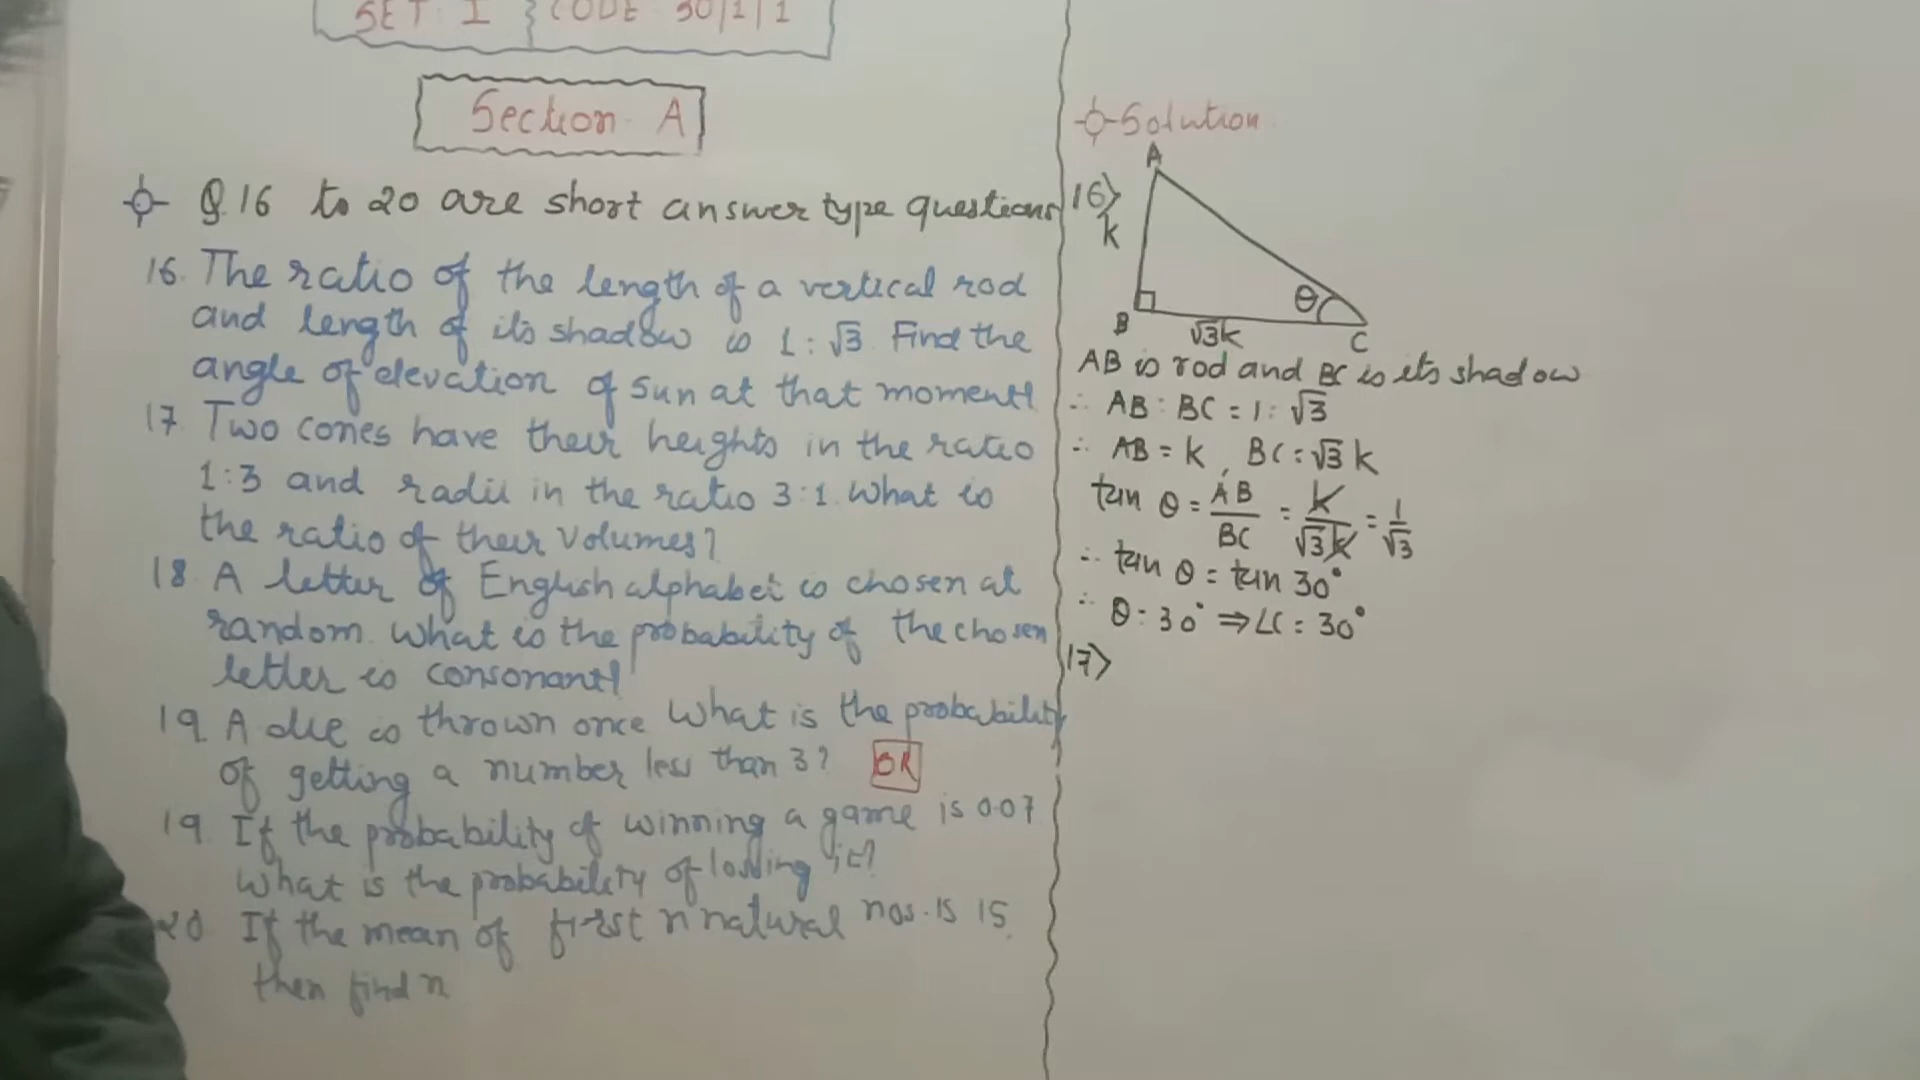 SET: I CODE 30/1/1
Section A
Q.16 to 20 are short answer type questions
16. The ratio of the length of a vertical rod
and length of its shadow is 1:√3. Find the
angle of elevation of sun at that moment?
17. Two cones have their heights in the ratio
1:3 and radii in the ratio 3:1. What is
the ratio of their volumes?
18. A letter of English alphabet is chosen at
random. What is the probability of the chosen
letter is consonant?
19. A die is thrown once What is the probability
of getting a number less than 3? OR
19. If the probability of winning a game is 0.07
What is the probability of lossing it?
20 If the mean of first n natural nos. is 15.
then find n
Solution
16>
A
k
θ
B
√3k
C
AB is rod and BC is its shadow
∴ AB : BC = 1 : √3
∴ AB = k, BC = √3 k
tan θ = AB/BC = k/√3k = 1/√3
∴ tan θ = tan 30°
∴ θ = 30° ⇒ ∠C = 30°
17>